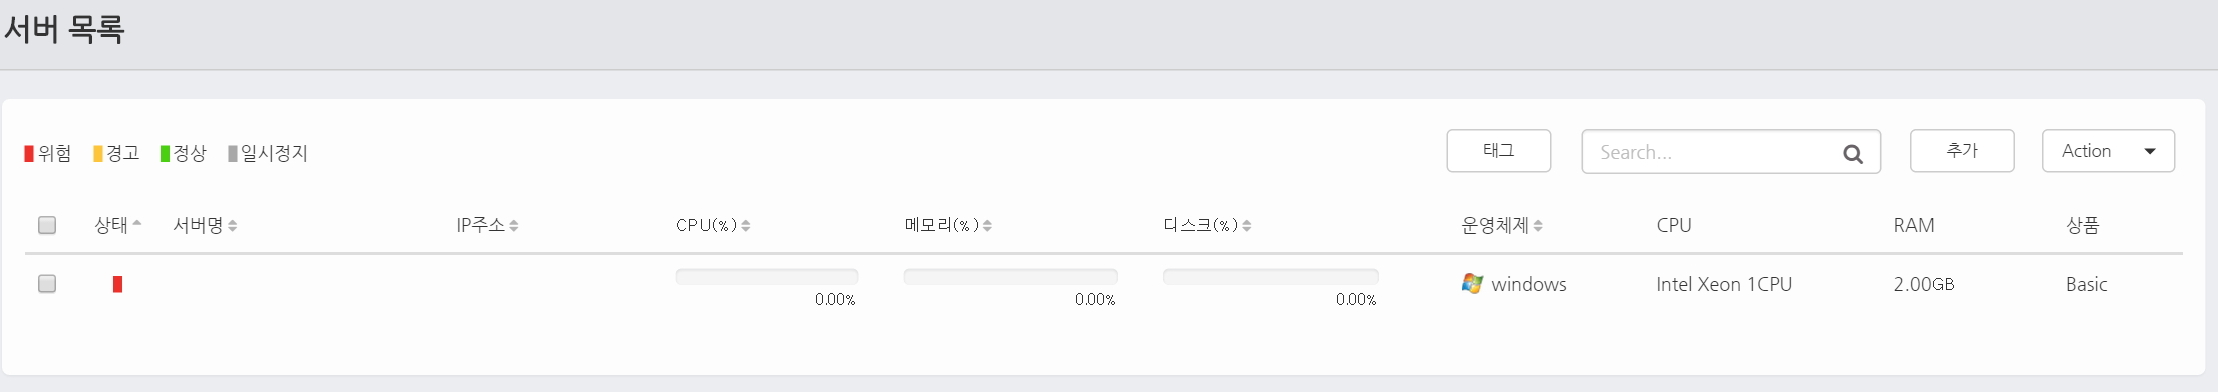 서버 목록
위험 경고 정상 일시정지 태그 Search... 추가 Action
상태 서버명 IP주소 CPU(%) 메모리(%) 디스크(%) 운영체제 CPU RAM 상품
windows Intel Xeon 1CPU 2.00GB Basic
0.00% 0.00% 0.00%